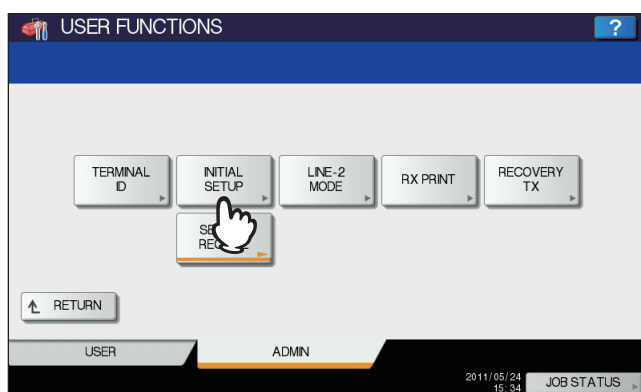 USER FUNCTIONS
?
TERMINAL
ID
INITIAL
SETUP
LINE-2
MODE
RX PRINT
RECOVERY
TX
RETURN
USER
ADMIN
2011/05/24
15:34
JOB STATUS